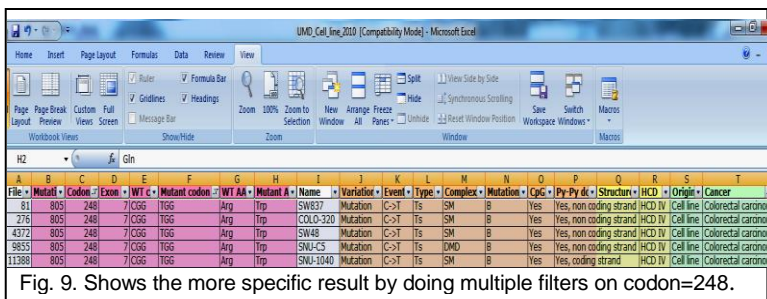 UMD_Cell_line_2010 [Compatibility Mode] - Microsoft Excel
Home Insert Page Layout Formulas Data Review View
Ruler Formula Bar Split View Side by Side
Gridlines Headings Hide Synchronous Scrolling
Message Bar Unhide Reset Window Position
Page Layout Page Break Preview Custom Views Full Screen Zoom 100% Zoom to Selection New Window Arrange All Freeze Panes Save Workspace Switch Windows Macros
Workbook Views Show/Hide Zoom Window Macros
H2 fx Gln
A B C D E F G H I J K L M N O P Q R S T
File Mutati Codon Exon WT c Mutant codon WT AA Mutant A Name Variation Event Type Complex Mutation CpG Py-Py do Structure HCD Origin Cancer
81 805 248 7 CGG TGG Arg Trp SW837 Mutation C->T Ts SM B Yes Yes, non coding strand HCD IV Cell line Colorectal carcino
276 805 248 7 CGG TGG Arg Trp COLO-320 Mutation C->T Ts SM B Yes Yes, non coding strand HCD IV Cell line Colorectal carcino
4372 805 248 7 CGG TGG Arg Trp SW48 Mutation C->T Ts SM B Yes Yes, non coding strand HCD IV Cell line Colorectal carcino
9855 805 248 7 CGG TGG Arg Trp SNU-C5 Mutation C->T Ts DMD B Yes Yes, non coding strand HCD IV Cell line Colorectal carcino
11388 805 248 7 CGG TGG Arg Trp SNU-1040 Mutation C->T Ts SM B Yes Yes, coding strand HCD IV Cell line Colorectal carcino
Fig. 9. Shows the more specific result by doing multiple filters on codon=248.